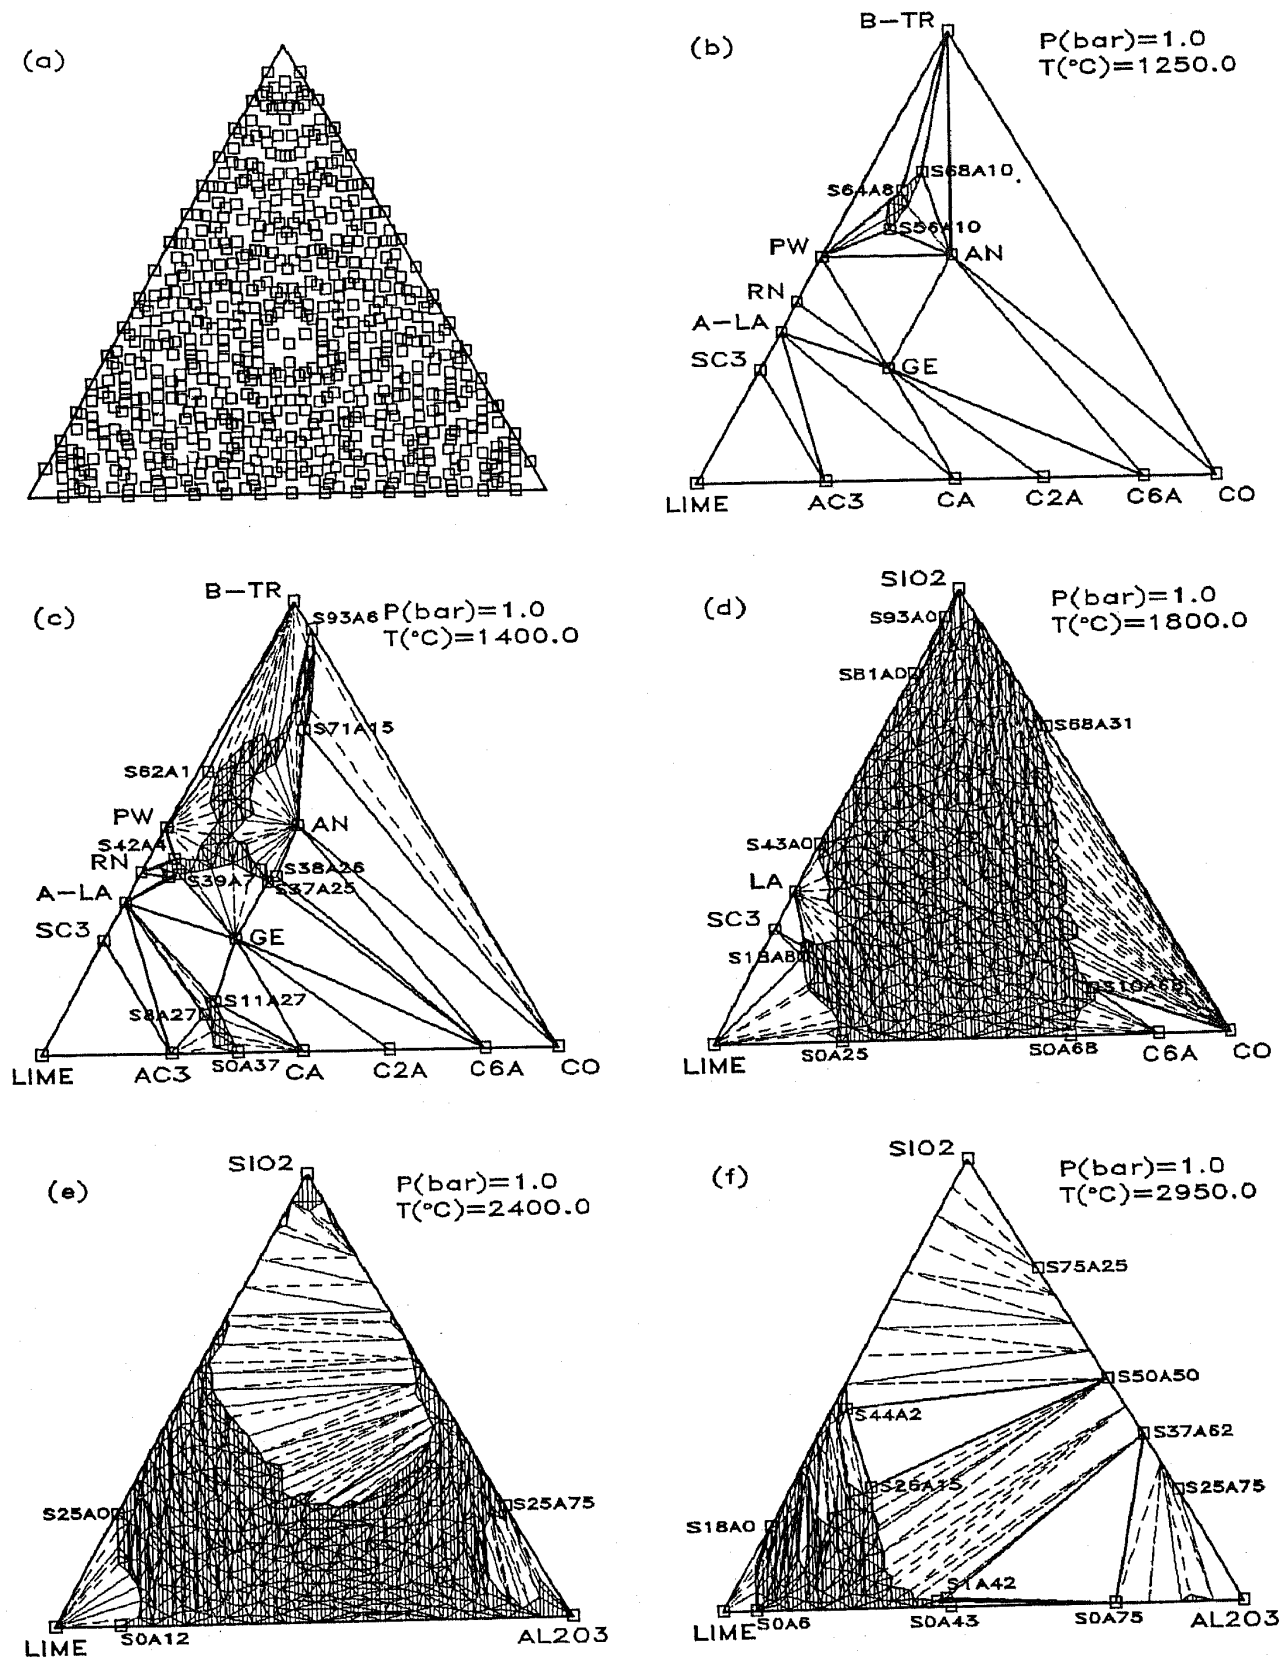 (a)
(b)
B-TR
P(bar)=1.0
T(°C)=1250.0
S68A10
S64A8
S56A10
PW
AN
RN
A-LA
SC3
GE
LIME
AC3
CA
C2A
C6A
CO
(c)
B-TR
S93A6
P(bar)=1.0
T(°C)=1400.0
S71A15
S62A1
PW
AN
S42A4
RN
S39A7
S38A26
S37A25
A-LA
SC3
GE
S11A27
S8A27
LIME
AC3
S0A37
CA
C2A
C6A
CO
(d)
SIO2
P(bar)=1.0
T(°C)=1800.0
S93A0
S81A0
S68A31
S43A0
LA
SC3
S18A8
LIME
S0A25
S0A68
C6A
CO
(e)
SIO2
P(bar)=1.0
T(°C)=2400.0
S25A0
S25A75
LIME
S0A12
AL2O3
(f)
SIO2
P(bar)=1.0
T(°C)=2950.0
S75A25
S50A50
S44A2
S37A62
S26A15
S25A75
S18A0
S1A42
LIME
S0A6
S0A43
S0A75
AL2O3